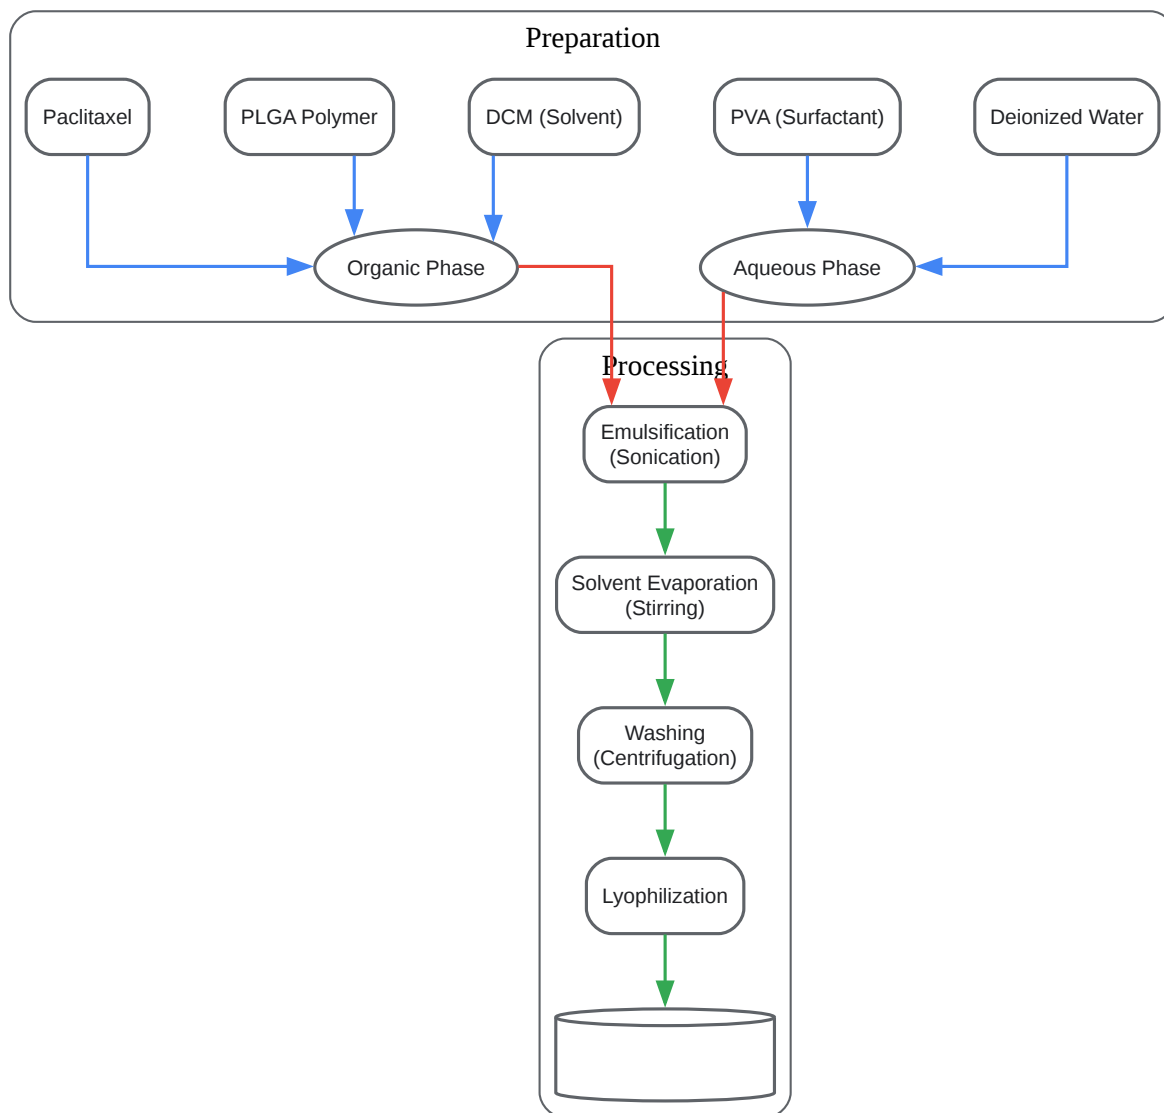 Preparation
Paclitaxel
PLGA Polymer
DCM (Solvent)
PVA (Surfactant)
Deionized Water
Organic Phase
Aqueous Phase
Processing
Emulsification
(Sonication)
Solvent Evaporation
(Stirring)
Washing
(Centrifugation)
Lyophilization